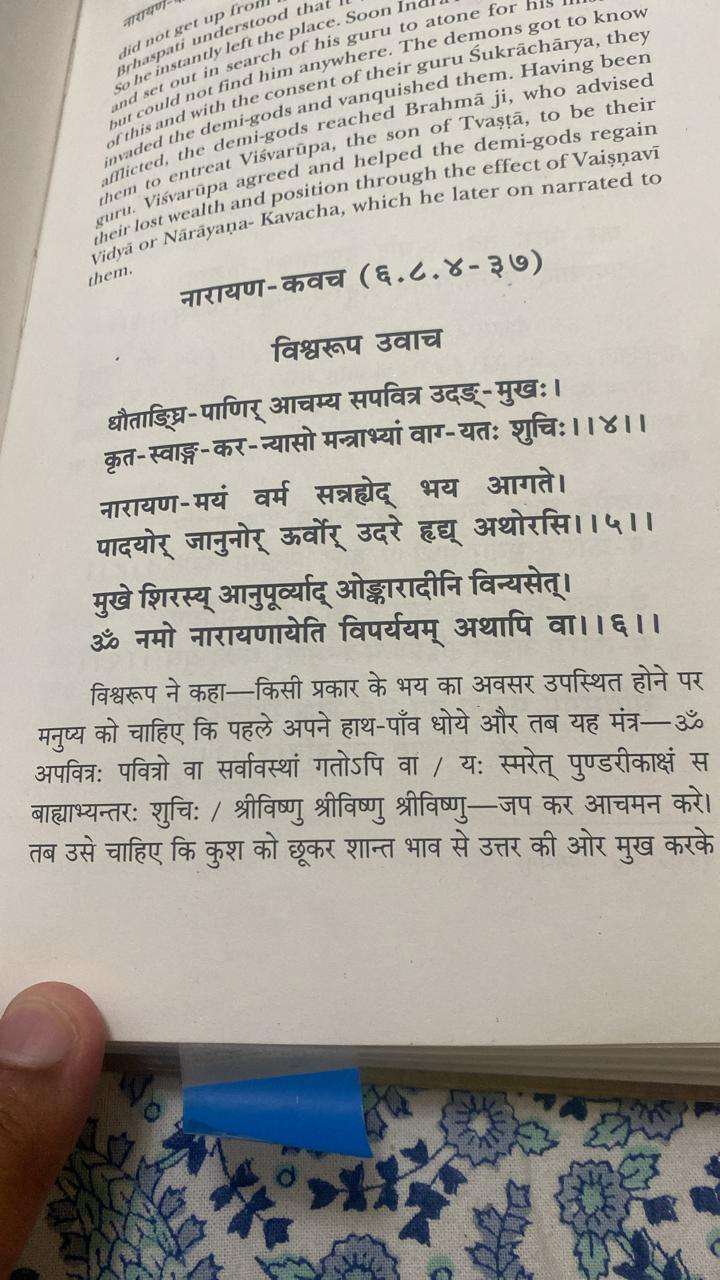 नारायण-
did not get up from
Bṛhaspati understood that
So he instantly left the place. Soon
and set out in search of his guru to atone for his
but could not find him anywhere. The demons got to know
of this and with the consent of their guru Śukrāchārya, they
invaded the demi-gods and vanquished them. Having been
afflicted, the demi-gods reached Brahmā ji, who advised
them to entreat Viśvarūpa, the son of Tvaṣṭā, to be their
guru. Viśvarūpa agreed and helped the demi-gods regain
their lost wealth and position through the effect of Vaiṣṇavī
Vidyā or Nārāyaṇa- Kavacha, which he later on narrated to
them.
नारायण-कवच (६.८.४-३७)
विश्वरूप उवाच
धौताङ्घ्रि-पाणिर् आचम्य सपवित्र उदङ्-मुखः।
कृत-स्वाङ्ग-कर-न्यासो मन्त्राभ्यां वाग-यतः शुचिः।।४।।
नारायण-मयं वर्म सन्नह्येद् भय आगते।
पादयोर् जानुनोर् ऊर्वोर् उदरे हृद्य् अथोरसि।।५।।
मुखे शिरस्य् आनुपूर्व्याद् ओङ्कारादीनि विन्यसेत्।
ॐ नमो नारायणायेति विपर्ययम् अथापि वा।।६।।
विश्वरूप ने कहा—किसी प्रकार के भय का अवसर उपस्थित होने पर
मनुष्य को चाहिए कि पहले अपने हाथ-पाँव धोये और तब यह मंत्र—ॐ
अपवित्रः पवित्रो वा सर्वावस्थां गतोऽपि वा / यः स्मरेत् पुण्डरीकाक्षं स
बाह्याभ्यन्तरः शुचिः / श्रीविष्णु श्रीविष्णु श्रीविष्णु—जप कर आचमन करे।
तब उसे चाहिए कि कुश को छूकर शान्त भाव से उत्तर की ओर मुख करके